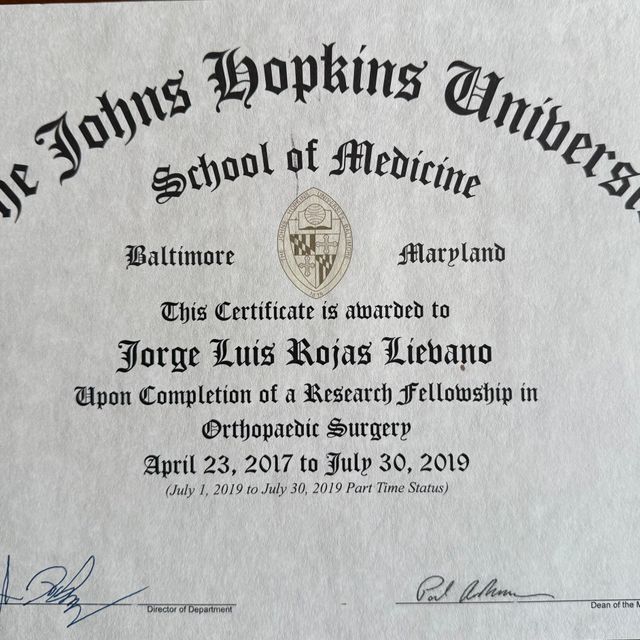 he Johns Hopkins Universi
School of Medicine
Baltimore Maryland
This Certificate is awarded to
Jorge Luis Rojas Lievano
Upon Completion of a Research Fellowship in
Orthopaedic Surgery
April 23, 2017 to July 30, 2019
(July 1, 2019 to July 30, 2019 Part Time Status)
Director of Department
Dean of the M